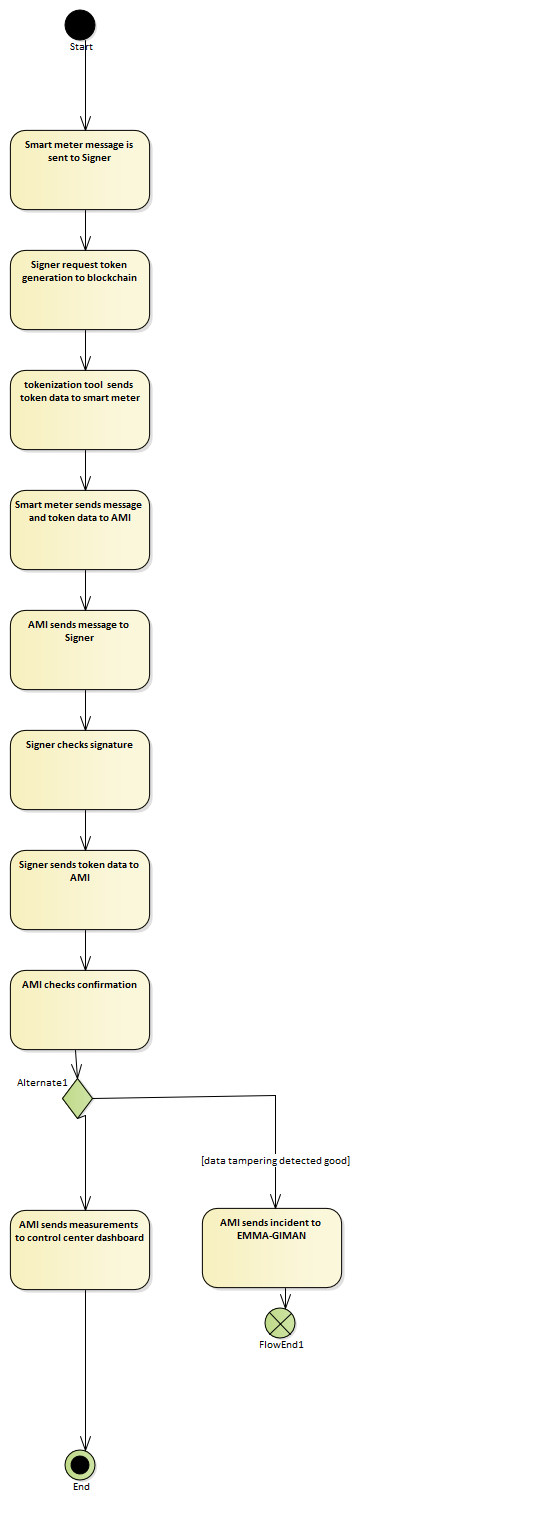 Start
Smart meter message is
sent to Signer
Signer request token
generation to blockchain
tokenization tool  sends
token data to smart meter
Smart meter sends message
and token data to AMI
AMI sends message to
Signer
Signer checks signature
Signer sends token data to
AMI
AMI checks confirmation
Alternate1
[data tampering detected good]
AMI sends measurements
to control center dashboard
AMI sends incident to
EMMA-GIMAN
FlowEnd1
End